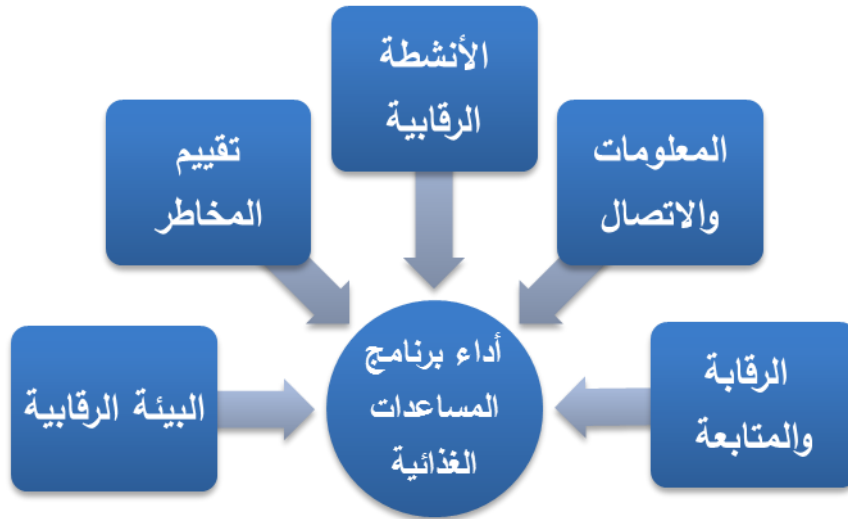 الأنشطة
الرقابية
المعلومات
والاتصال
تقييم
المخاطر
الرقابة
والمتابعة
البيئة الرقابية
أداء برنامج
المساعدات
الغذائية